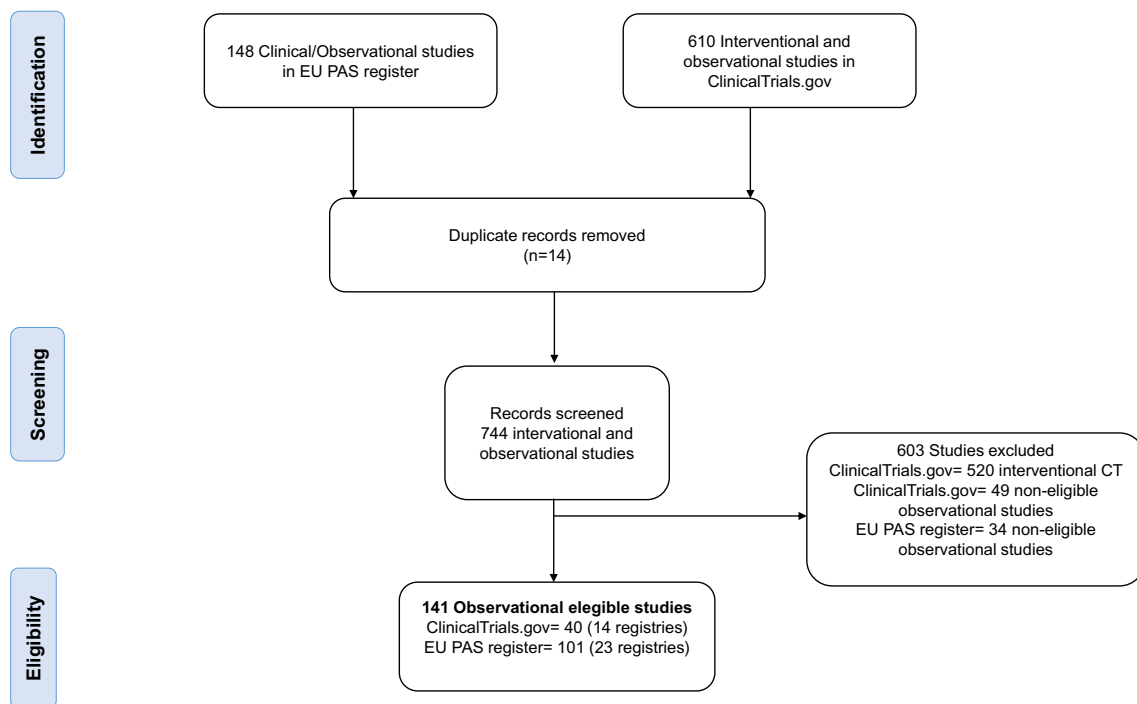 Identification
148 Clinical/Observational studies
in EU PAS register
610 Interventional and
observational studies in
ClinicalTrials.gov
Duplicate records removed
(n=14)
Screening
Records screened
744 intervational and
observational studies
603 Studies excluded
ClinicalTrials.gov= 520 interventional CT
ClinicalTrials.gov= 49 non-eligible
observational studies
EU PAS register= 34 non-eligible
observational studies
Eligibility
141 Observational elegible studies
ClinicalTrials.gov= 40 (14 registries)
EU PAS register= 101 (23 registries)